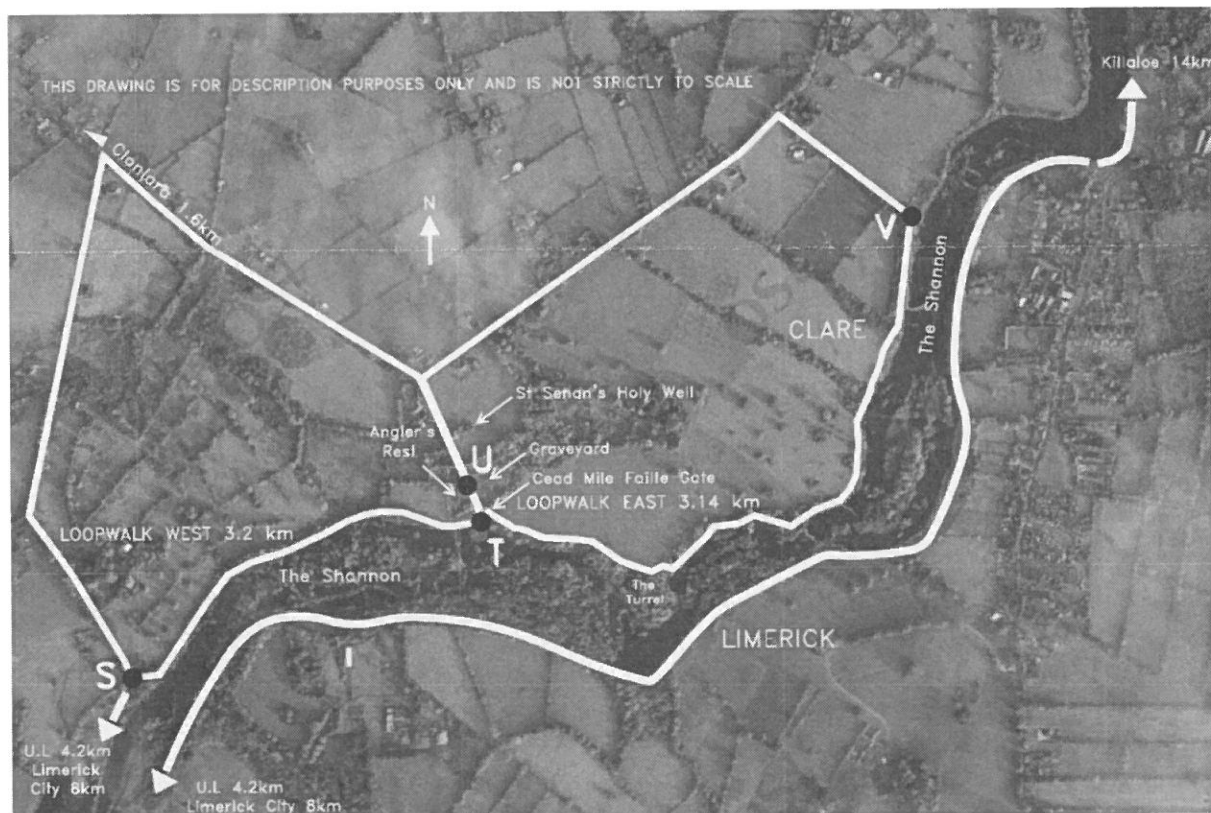 Killaloe 14km
THIS DRAWING IS FOR DESCRIPTION PURPOSES ONLY AND IS NOT STRICTLY TO SCALE
Clonlara 1.6km
N
V
The Shannon
CLARE
St Senan's Holy Well
Angler's
Rest
Graveyard
U
Cead Mile Failte Gate
LOOPWALK EAST 3.14 km
LOOPWALK WEST 3.2 km
T
The Shannon
The
Turret
LIMERICK
S
U.L 4.2km
Limerick
City 8km
U.L 4.2km
Limerick City 8km